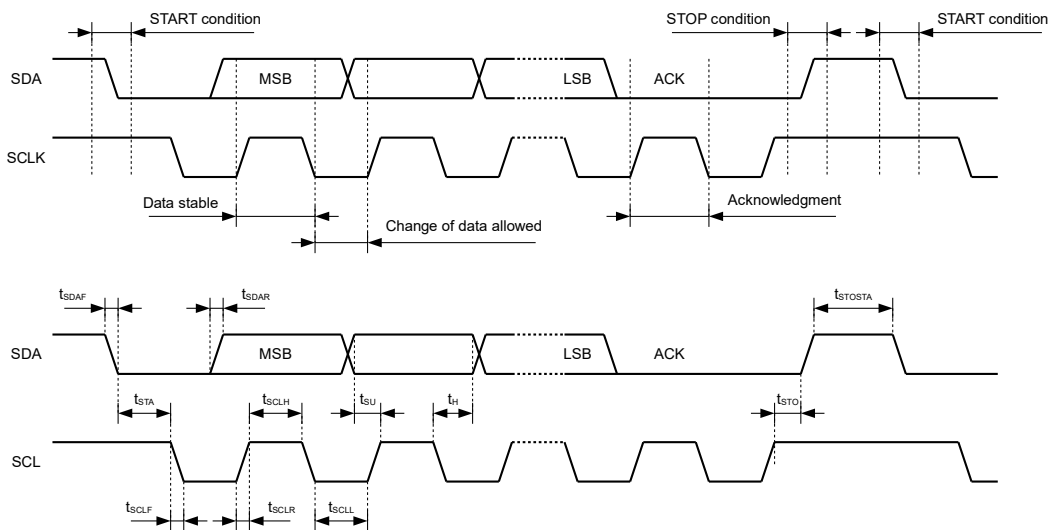 START condition
STOP condition
START condition
SDA
MSB
LSB
ACK
SCLK
Data stable
Change of data allowed
Acknowledgment
tSDAF
tSDAR
tSTOSTA
SDA
MSB
LSB
ACK
tSTA
tSCLH
tSU
tH
tSTO
SCL
tSCLF
tSCLR
tSCLL